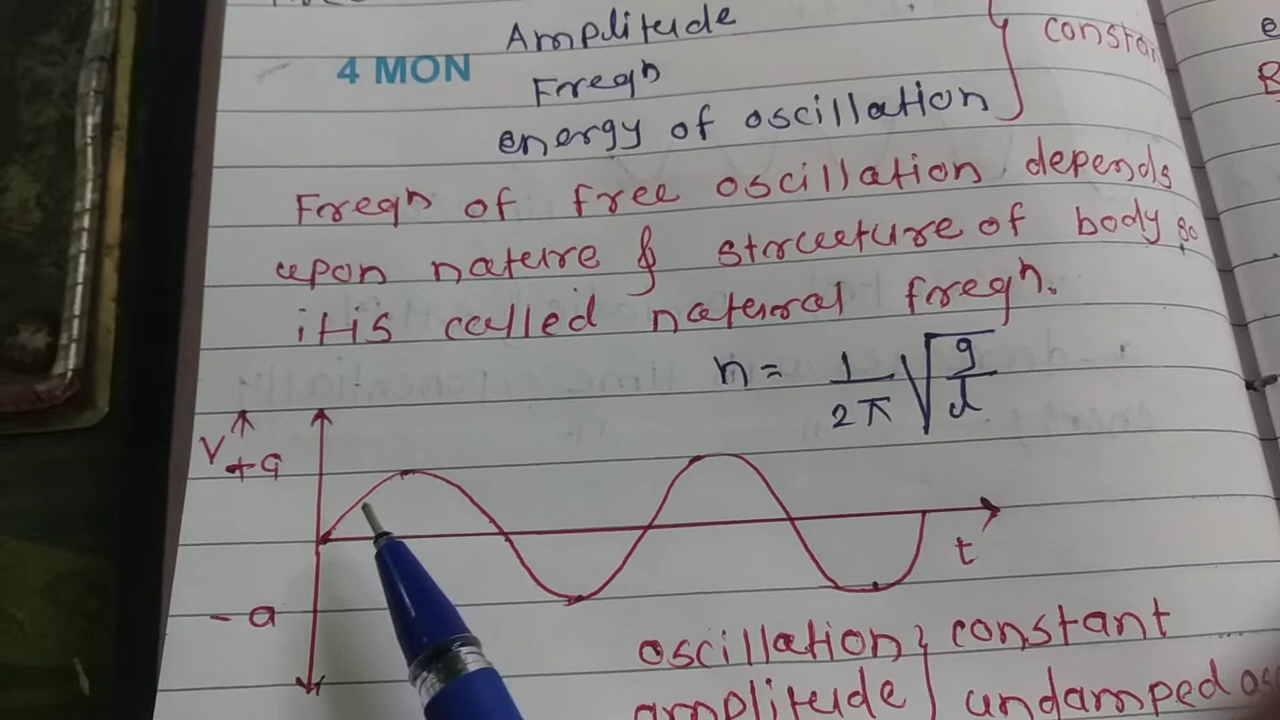 Amplitude
constan
4 MON
Freqn
energy of oscillation
Freqn of free oscillation depends
upon nature & structure of body so
it is called natural freqn.
n = 1/2π √g/l
V
+a
t
- a
oscillation constant
amplitude undamped os